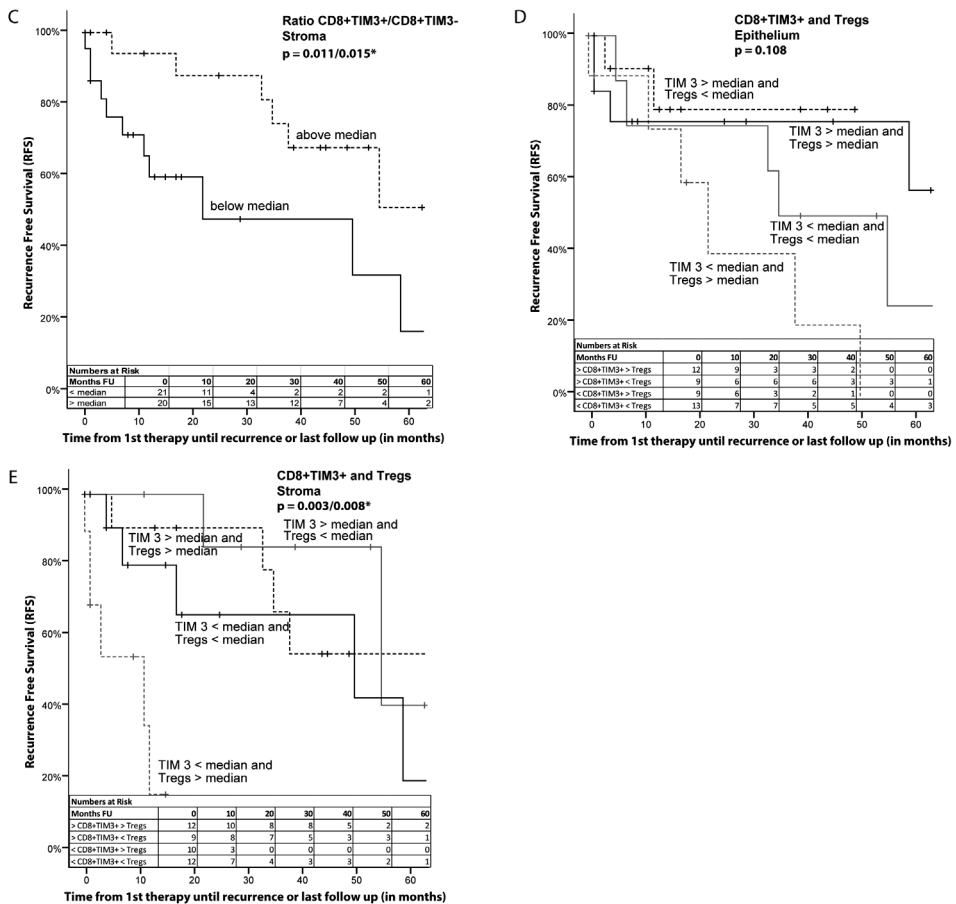 C
Ratio CD8+TIM3+/CD8+TIM3-
Stroma
p = 0.011/0.015*
Recurrence Free Survival (RFS)
100%
80%
60%
40%
20%
0%
above median
below median
Numbers at Risk
Months FU 0 10 20 30 40 50 60
< median 21 11 4 2 2 2 1
> median 20 15 13 12 7 4 2
0 10 20 30 40 50 60
Time from 1st therapy until recurrence or last follow up (in months)
D
CD8+TIM3+ and Tregs
Epithelium
p = 0.108
Recurrence Free Survival (RFS)
100%
80%
60%
40%
20%
0%
TIM 3 > median and
Tregs < median
TIM 3 > median and
Tregs > median
TIM 3 < median and
Tregs < median
TIM 3 < median and
Tregs > median
Numbers at Risk
Months FU 0 10 20 30 40 50 60
> CD8+TIM3+ > Tregs 12 9 3 3 2 0 0
> CD8+TIM3+ < Tregs 9 6 6 6 3 3 1
< CD8+TIM3+ > Tregs 9 6 3 2 1 0 0
< CD8+TIM3+ < Tregs 13 7 7 5 5 4 3
0 10 20 30 40 50 60
Time from 1st therapy until recurrence or last follow up (in months)
E
CD8+TIM3+ and Tregs
Stroma
p = 0.003/0.008*
Recurrence Free Survival (RFS)
100%
80%
60%
40%
20%
0%
TIM 3 > median and
Tregs < median
TIM 3 > median and
Tregs > median
TIM 3 < median and
Tregs < median
TIM 3 < median and
Tregs > median
Numbers at Risk
Months FU 0 10 20 30 40 50 60
> CD8+TIM3+ > Tregs 12 10 8 8 5 2 2
> CD8+TIM3+ < Tregs 9 8 7 5 3 3 1
< CD8+TIM3+ > Tregs 10 3 0 0 0 0 0
< CD8+TIM3+ < Tregs 12 7 4 3 3 2 1
0 10 20 30 40 50 60
Time from 1st therapy until recurrence or last follow up (in months)